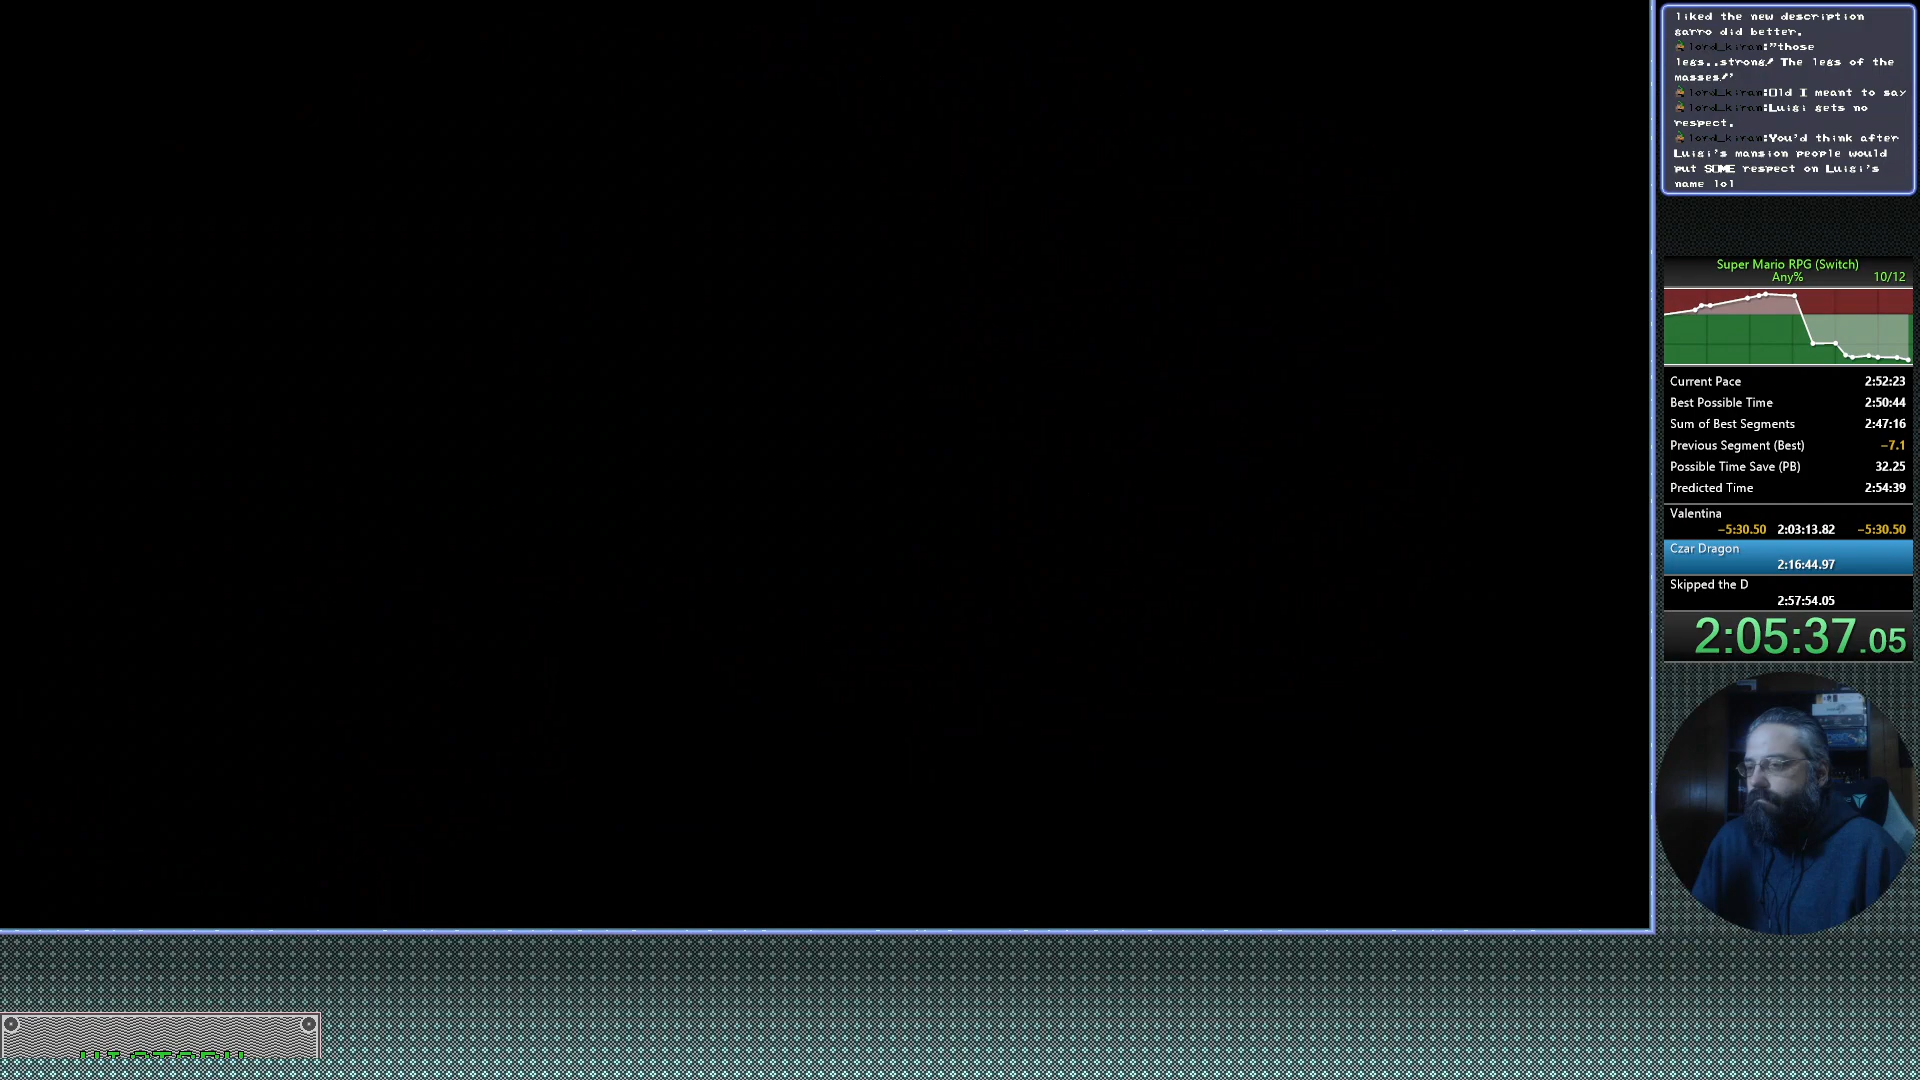 liked the new description
garro did better.
lord_kiran:"those
legs..strong! The legs of the
masses!"
lord_kiran:Old I meant to say
lord_kiran:Luigi gets no
respect.
lord_kiran:You'd think after
Luigi's mansion people would
put SOME respect on Luigi's
name lol
Super Mario RPG (Switch)
Any% 10/12
Current Pace 2:52:23
Best Possible Time 2:50:44
Sum of Best Segments 2:47:16
Previous Segment (Best) −7.1
Possible Time Save (PB) 32.25
Predicted Time 2:54:39
Valentina
−5:30.50 2:03:13.82 −5:30.50
Czar Dragon
2:16:44.97
Skipped the D
2:57:54.05
2:05:37.05